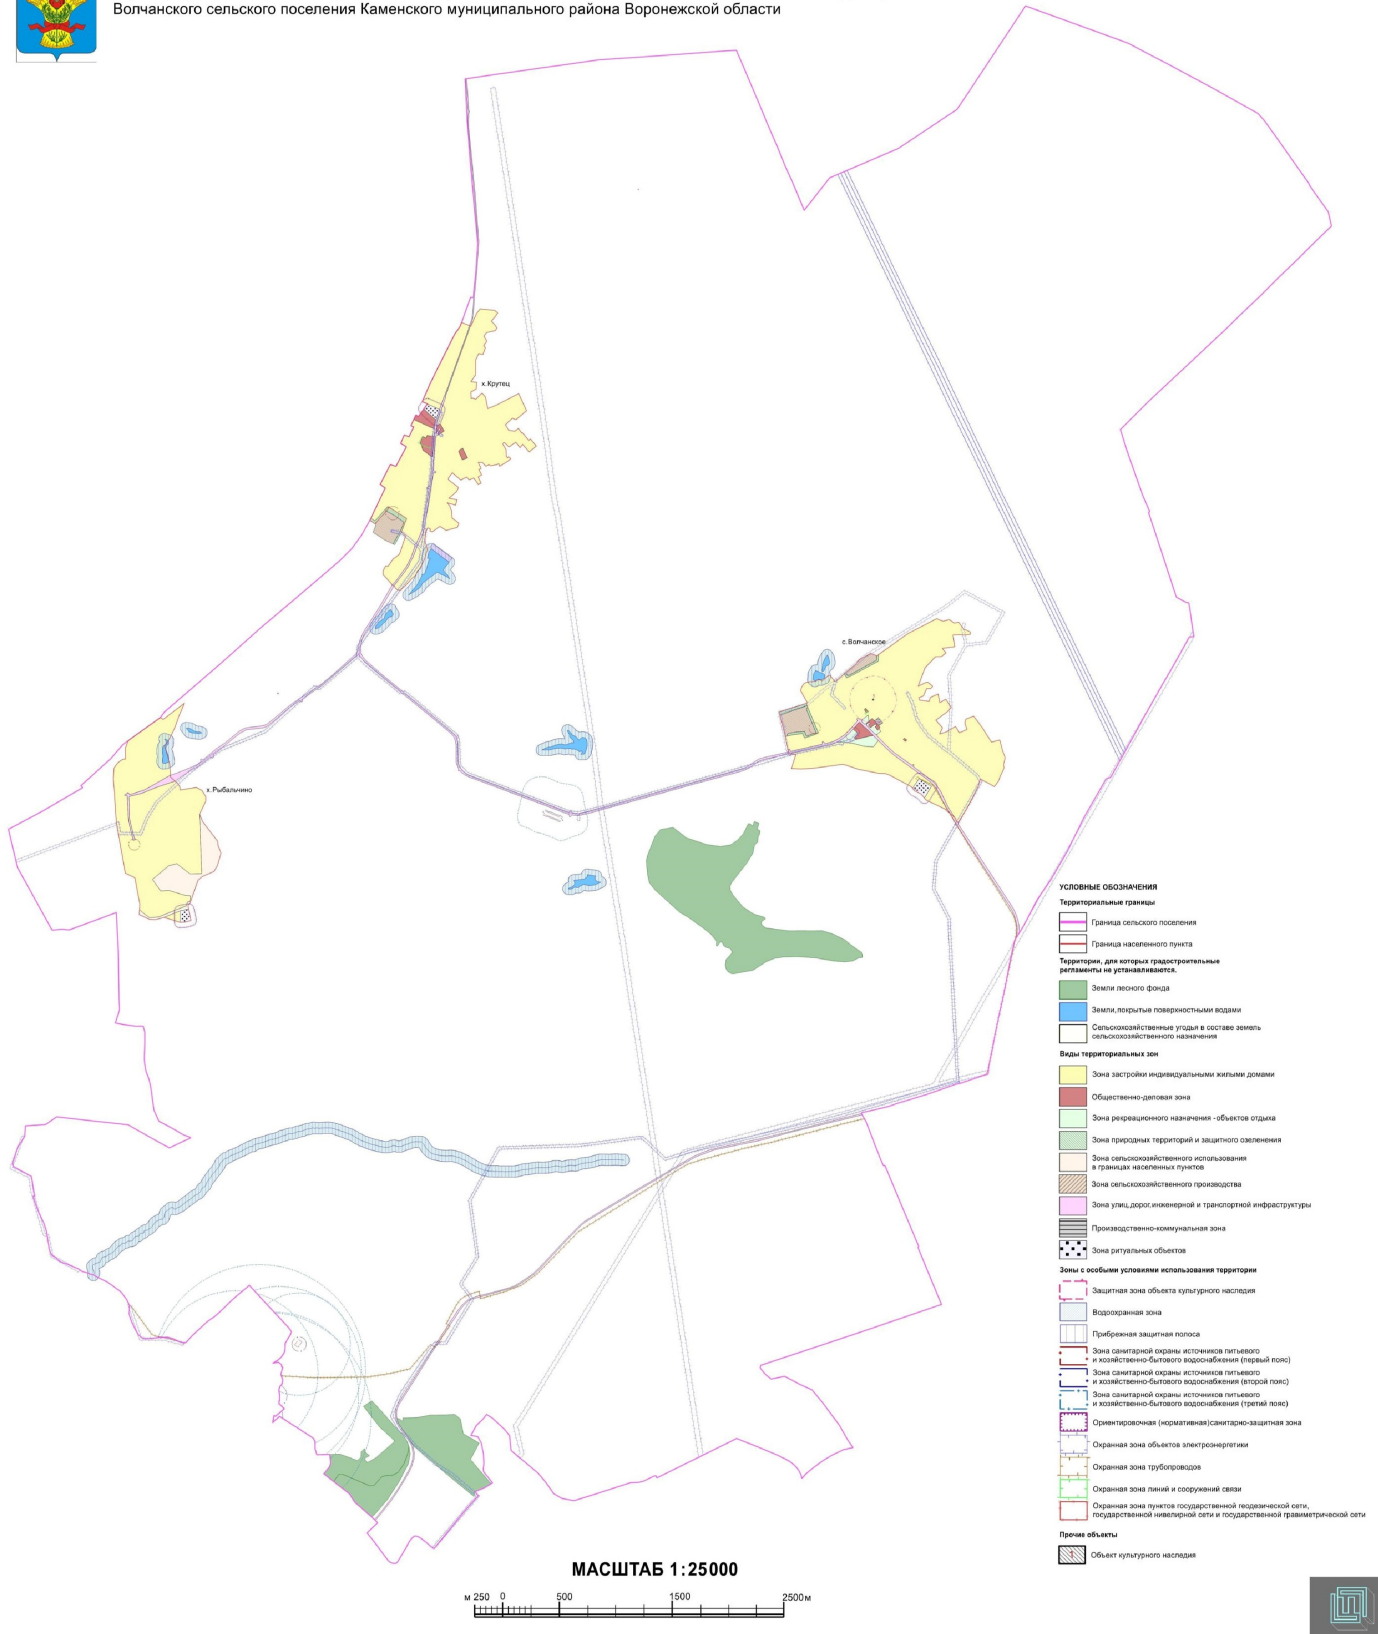 Волчанского сельского поселения Каменского муниципального района Воронежской области
х.Крутец
с.Волчанское
х.Рыбальчино
УСЛОВНЫЕ ОБОЗНАЧЕНИЯ
Территориальные границы
Граница сельского поселения
Граница населенного пункта
Территории, для которых градостроительные
регламенты не устанавливаются.
Земли лесного фонда
Земли,покрытые поверхностными водами
Сельскохозяйственные угодья в составе земель
сельскохозяйственного назначения
Виды территориальных зон
Зона застройки индивидуальными жилыми домами
Общественно-деловая зона
Зона рекреационного назначения -объектов отдыха
Зона природных территорий и защитного озеленения
Зона сельскохозяйственного использования
в границах населенных пунктов
Зона сельскохозяйственного производства
Зона улиц,дорог,инженерной и транспортной инфраструктуры
Производственно-коммунальная зона
Зона ритуальных объектов
Зоны с особыми условиями использования территории
Защитная зона объекта культурного наследия
Водоохранная зона
Прибрежная защитная полоса
Зона санитарной охраны источников питьевого
и хозяйственно-бытового водоснабжения (первый пояс)
Зона санитарной охраны источников питьевого
и хозяйственно-бытового водоснабжения (второй пояс)
Зона санитарной охраны источников питьевого
и хозяйственно-бытового водоснабжения (третий пояс)
Ориентировочная (нормативная)санитарно-защитная зона
Охранная зона объектов электроэнергетики
Охранная зона трубопроводов
Охранная зона линий и сооружений связи
Охранная зона пунктов государственной геодезической сети,
государственной нивелирной сети и государственной гравиметрической сети
Прочие объекты
Объект культурного наследия
МАСШТАБ 1:25000
м 250 0 500 1500 2500м